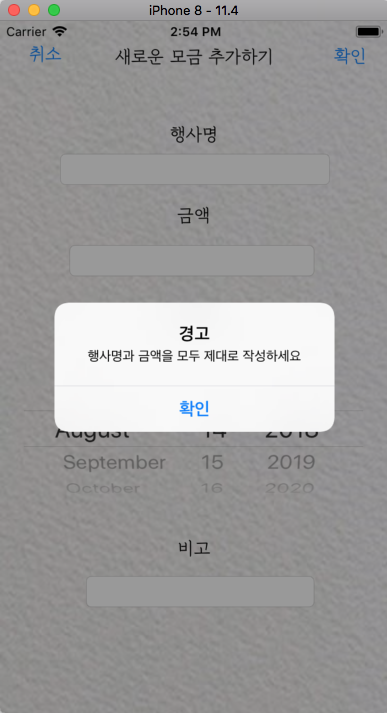 iPhone 8 - 11.4
Carrier 2:54 PM
취소 새로운 모금 추가하기 확인
행사명
금액
경고
행사명과 금액을 모두 제대로 작성하세요
확인
August 14 2018
September 15 2019
October 16 2020
비고